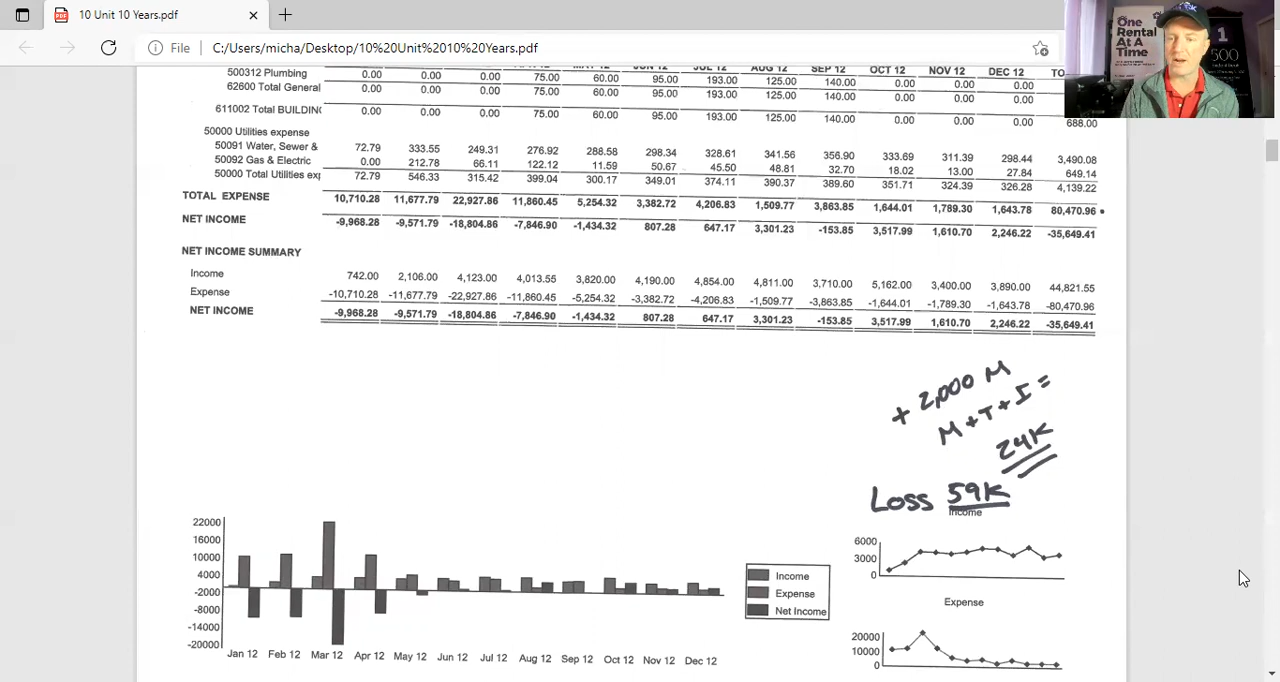 10 Unit 10 Years.pdf
File C:/Users/micha/Desktop/10%20Unit%2010%20Years.pdf
One
Rental
At A
Time
1
500
JUL 12 AUG 12 SEP 12 OCT 12 NOV 12 DEC 12
500312 Plumbing 0.00 0.00 0.00 75.00 60.00 95.00 193.00 125.00 140.00 0.00 0.00 0.00
62600 Total General 0.00 0.00 0.00 75.00 60.00 95.00 193.00 125.00 140.00 0.00 0.00 0.00
611002 Total BUILDING 0.00 0.00 0.00 75.00 60.00 95.00 193.00 125.00 140.00 0.00 0.00 0.00 688.00
50000 Utilities expense
50091 Water, Sewer & 72.79 333.55 249.31 276.92 288.58 298.34 328.61 341.56 356.90 333.69 311.39 298.44 3,490.08
50092 Gas & Electric 0.00 212.78 66.11 122.12 11.59 50.67 45.50 48.81 32.70 18.02 13.00 27.84 649.14
50000 Total Utilities exp 72.79 546.33 315.42 399.04 300.17 349.01 374.11 390.37 389.60 351.71 324.39 326.28 4,139.22
TOTAL EXPENSE 10,710.28 11,677.79 22,927.86 11,860.45 5,254.32 3,382.72 4,206.83 1,509.77 3,863.85 1,644.01 1,789.30 1,643.78 80,470.96
NET INCOME -9,968.28 -9,571.79 -18,804.86 -7,846.90 -1,434.32 807.28 647.17 3,301.23 -153.85 3,517.99 1,610.70 2,246.22 -35,649.41
NET INCOME SUMMARY
Income 742.00 2,106.00 4,123.00 4,013.55 3,820.00 4,190.00 4,854.00 4,811.00 3,710.00 5,162.00 3,400.00 3,890.00 44,821.55
Expense -10,710.28 -11,677.79 -22,927.86 -11,860.45 -5,254.32 -3,382.72 -4,206.83 -1,509.77 -3,863.85 -1,644.01 -1,789.30 -1,643.78 -80,470.96
NET INCOME -9,968.28 -9,571.79 -18,804.86 -7,846.90 -1,434.32 807.28 647.17 3,301.23 -153.85 3,517.99 1,610.70 2,246.22 -35,649.41
+ 2,000 M
M + T + I =
24K
Loss 59K
22000
16000
10000
4000
-2000
-8000
-14000
-20000
Jan 12 Feb 12 Mar 12 Apr 12 May 12 Jun 12 Jul 12 Aug 12 Sep 12 Oct 12 Nov 12 Dec 12
Income
Expense
Net Income
Income
6000
3000
0
Expense
20000
10000
0